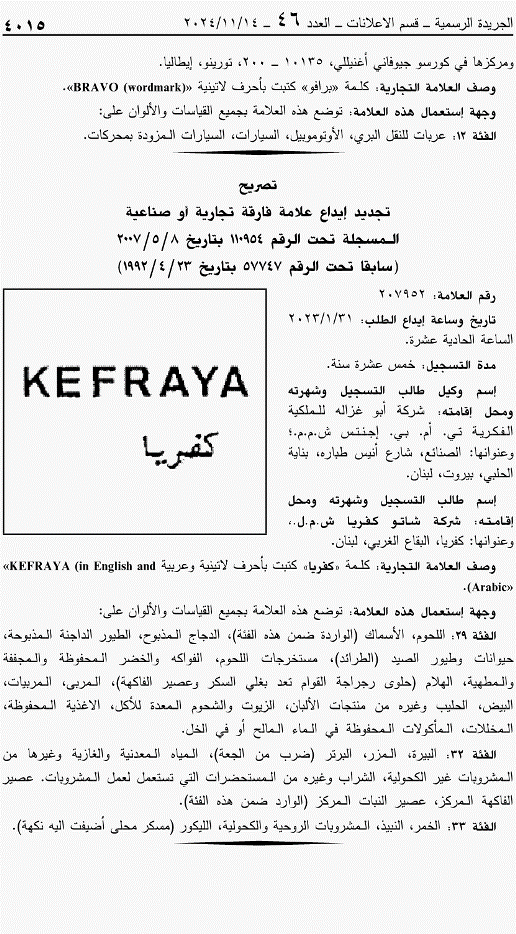 الجريدة الرسمية ـ قسم الاعلانات ـ العدد ٤٦ ـ ٢٠٢٤/١١/١٤
٤٠١٥
ومركزها في كورسو جيوفاني أغنيللي، ١٠١٣٥ ـ ٢٠٠، تورينو، إيطاليا.
وصف العلامة التجارية: كلمة «برافو» كتبت بأحرف لاتينية «BRAVO (wordmark)».
وجهة إستعمال هذه العلامة: توضع هذه العلامة بجميع القياسات والألوان على:
الفئة ١٢: عربات للنقل البري، الأوتوموبيل، السيارات، السيارات المزودة بمحركات.
تصريح
تجديد إيداع علامة فارقة تجارية أو صناعية
المسجلة تحت الرقم ١١٠٩٥٤ بتاريخ ٢٠٠٧/٥/٨
(سابقا تحت الرقم ٥٧٧٤٧ بتاريخ ١٩٩٢/٤/٢٣)
رقم العلامة: ٢٠٧٩٥٢
تاريخ وساعة إيداع الطلب: ٢٠٢٣/١/٣١
الساعة الحادية عشرة.
مدة التسجيل: خمس عشرة سنة.
إسم وكيل طالب التسجيل وشهرته
ومحل إقامته: شركة أبو غزاله للملكية
الفكرية تي. أم. بي. إجنتس ش.م.م.؛
وعنوانها: الصنائع، شارع أنيس طباره، بناية
الحلبي، بيروت، لبنان.
إسم طالب التسجيل وشهرته ومحل
إقامته: شركة شاتو كفريا ش.م.ل.،
وعنوانها: كفريا، البقاع الغربي، لبنان.
KEFRAYA
كفريا
وصف العلامة التجارية: كلمة «كفريا» كتبت بأحرف لاتينية وعربية «KEFRAYA (in English and
Arabic)».
وجهة إستعمال هذه العلامة: توضع هذه العلامة بجميع القياسات والألوان على:
الفئة ٢٩: اللحوم، الأسماك (الواردة ضمن هذه الفئة)، الدجاج المذبوح، الطيور الداجنة المذبوحة،
حيوانات وطيور الصيد (الطرائد)، مستخرجات اللحوم، الفواكه والخضر المحفوظة والمجففة
والمطهية، الهلام (حلوى رجراجة القوام تعد بغلي السكر وعصير الفاكهة)، المربى، المربيات،
البيض، الحليب وغيره من منتجات الألبان، الزيوت والشحوم المعدة للأكل، الاغذية المحفوظة،
المخللات، المأكولات المحفوظة في الماء المالح أو في الخل.
الفئة ٣٢: البيرة، المزر، البرتر (ضرب من الجعة)، المياه المعدنية والغازية وغيرها من
المشروبات غير الكحولية، الشراب وغيره من المستحضرات التي تستعمل لعمل المشروبات. عصير
الفاكهة المركز، عصير النبات المركز (الوارد ضمن هذه الفئة).
الفئة ٣٣: الخمر، النبيذ، المشروبات الروحية والكحولية، الليكور (مسكر محلى أضيفت اليه نكهة).